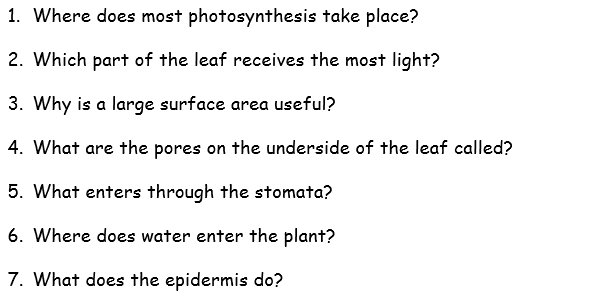 1. Where does most photosynthesis take place?
2. Which part of the leaf receives the most light?
3. Why is a large surface area useful?
4. What are the pores on the underside of the leaf called?
5. What enters through the stomata?
6. Where does water enter the plant?
7. What does the epidermis do?